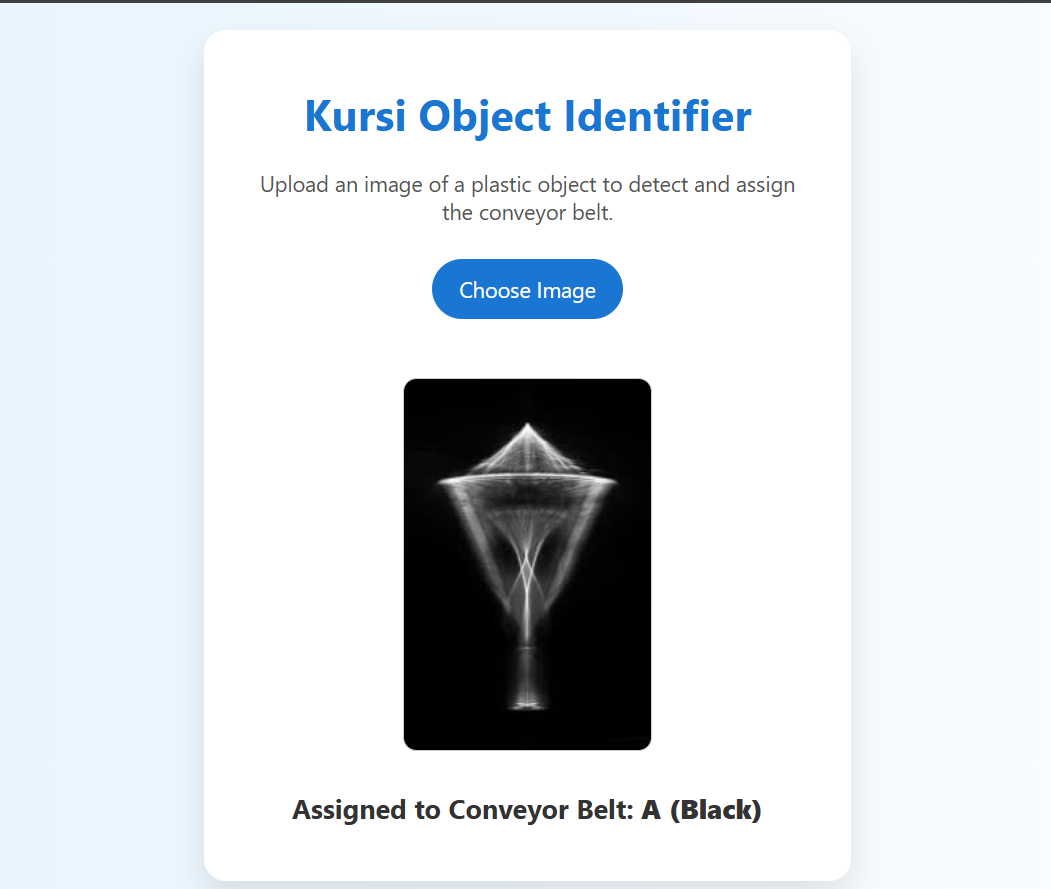 Kursi Object Identifier
Upload an image of a plastic object to detect and assign
the conveyor belt.
Choose Image
Assigned to Conveyor Belt: A (Black)